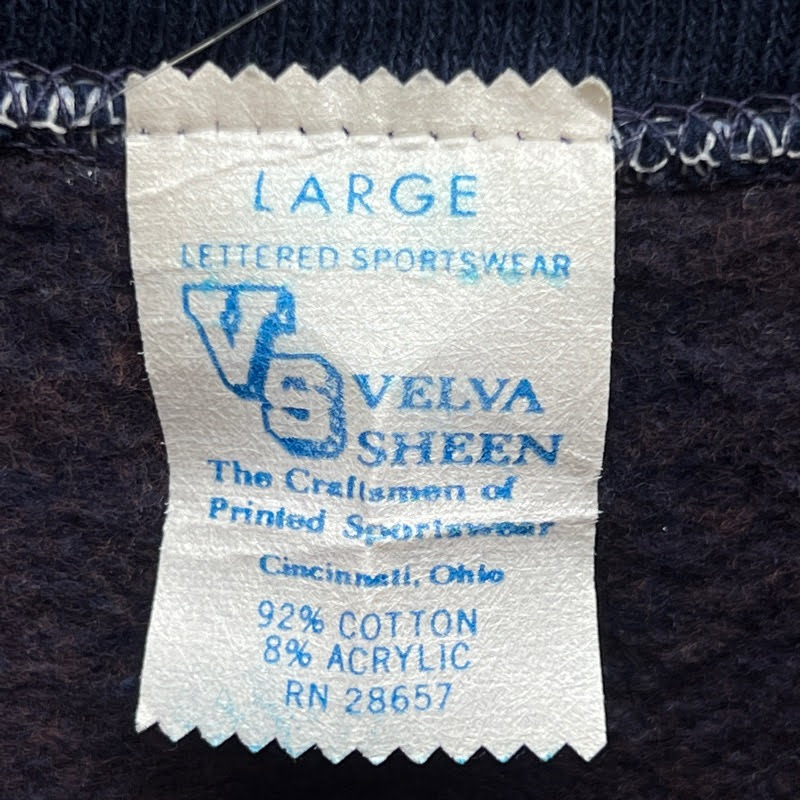 LARGE
LETTERED SPORTSWEAR
VS VELVA
SHEEN
The Craftsmen of
Printed Sportswear
Cincinnati, Ohio
92% COTTON
8% ACRYLIC
RN 28657